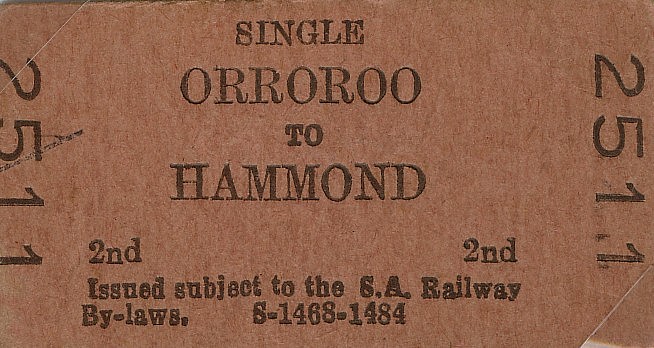 SINGLE
ORROROO
TO
HAMMOND
2nd 2nd
Issued subject to the S.A. Railway
By-laws. S-1468-1484
2511
2511